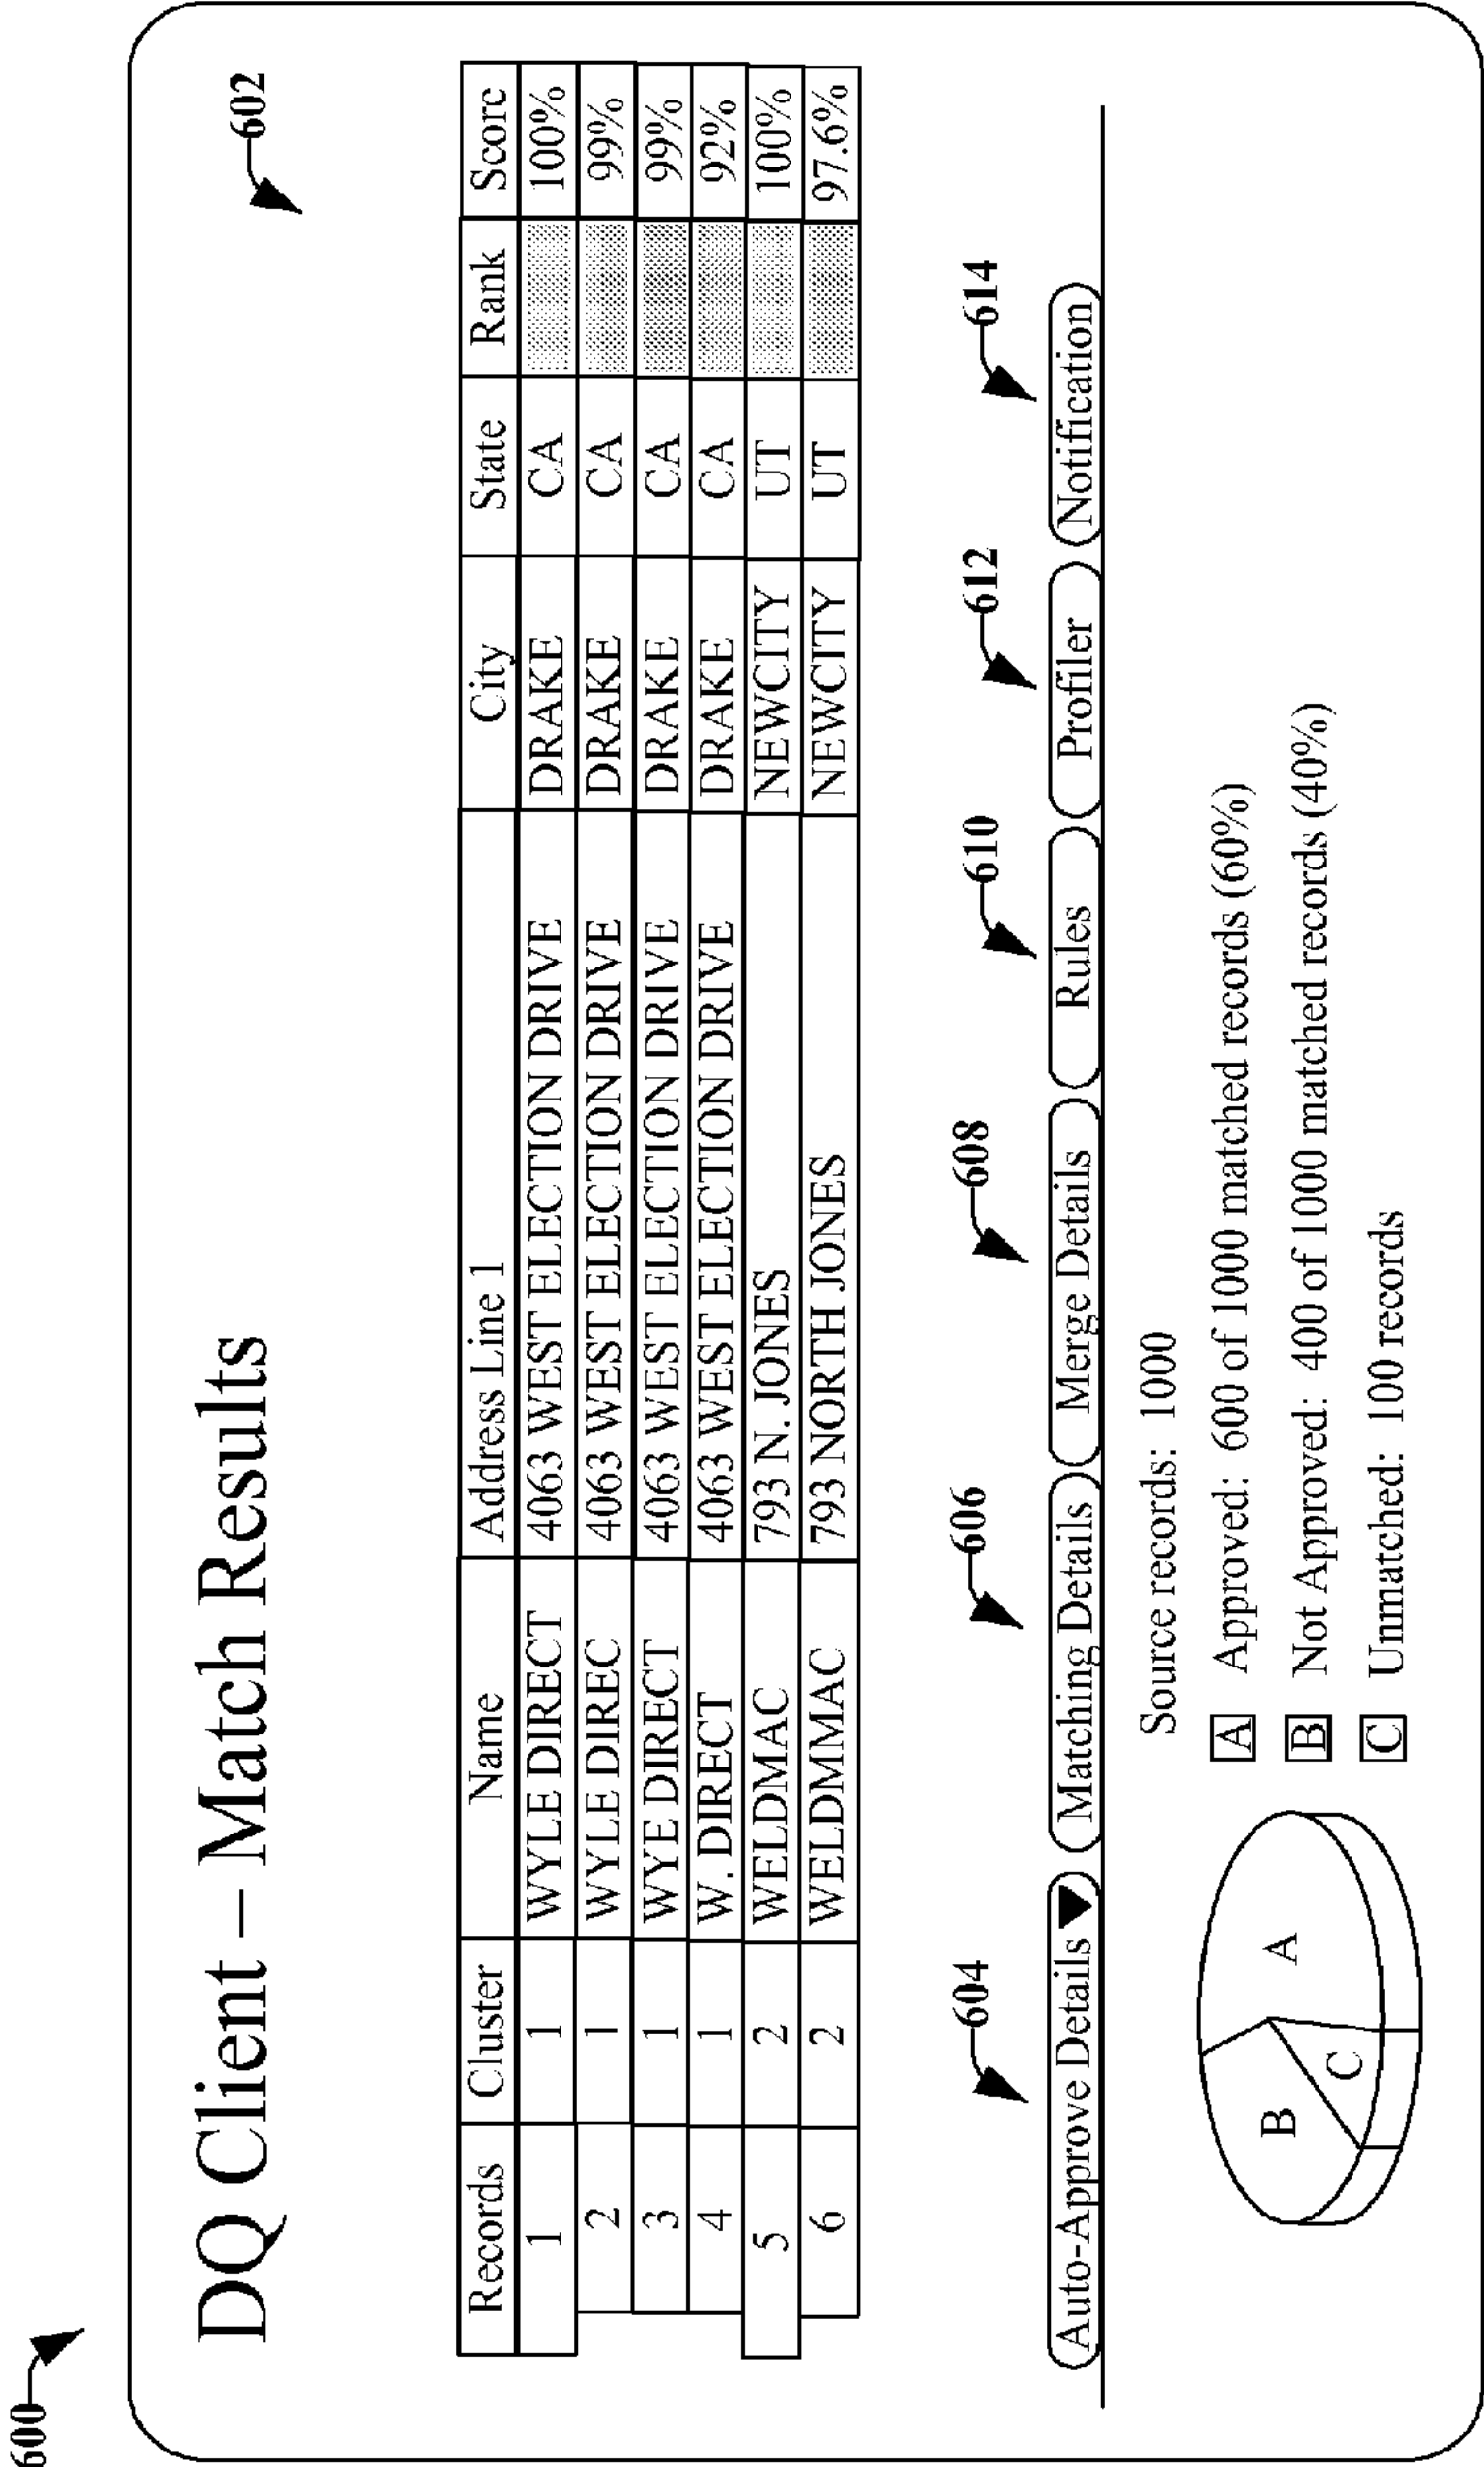 600
DQ Client – Match Results
602
Records Cluster Name Address Line 1 City State Rank Score
1 1 WYLE DIRECT 4063 WEST ELECTION DRIVE DRAKE CA 100%
2 1 WYLE DIREC 4063 WEST ELECTION DRIVE DRAKE CA 99%
3 1 WYE DIRECT 4063 WEST ELECTION DRIVE DRAKE CA 99%
4 1 W. DIRECT 4063 WEST ELECTION DRIVE DRAKE CA 92%
5 2 WELDMAC 793 N. JONES NEWCITY UT 100%
6 2 WELDMMAC 793 NORTH JONES NEWCITY UT 97.6%
604 606 608 610 612 614
Auto-Approve Details Matching Details Merge Details Rules Profiler Notification
Source records: 1000
A Approved: 600 of 1000 matched records (60%)
B Not Approved: 400 of 1000 matched records (40%)
C Unmatched: 100 records
B A
C